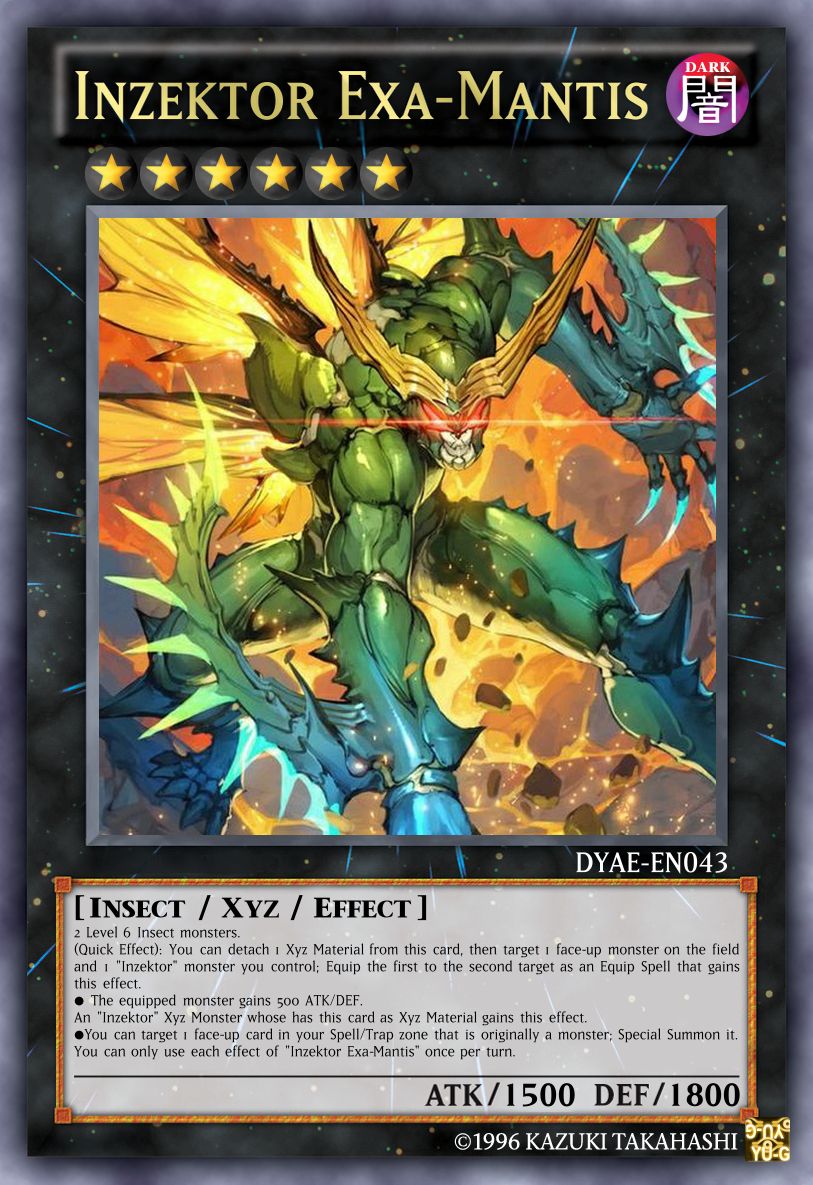 Inzektor Exa-Mantis
DARK
闇
DYAE-EN043
[ Insect / Xyz / Effect ]
2 Level 6 Insect monsters.
(Quick Effect): You can detach 1 Xyz Material from this card, then target 1 face-up monster on the field
and 1 "Inzektor" monster you control; Equip the first to the second target as an Equip Spell that gains
this effect.
● The equipped monster gains 500 ATK/DEF.
An "Inzektor" Xyz Monster whose has this card as Xyz Material gains this effect.
●You can target 1 face-up card in your Spell/Trap zone that is originally a monster; Special Summon it.
You can only use each effect of "Inzektor Exa-Mantis" once per turn.
ATK/1500 DEF/1800
©1996 KAZUKI TAKAHASHI
YU-G
YU-G